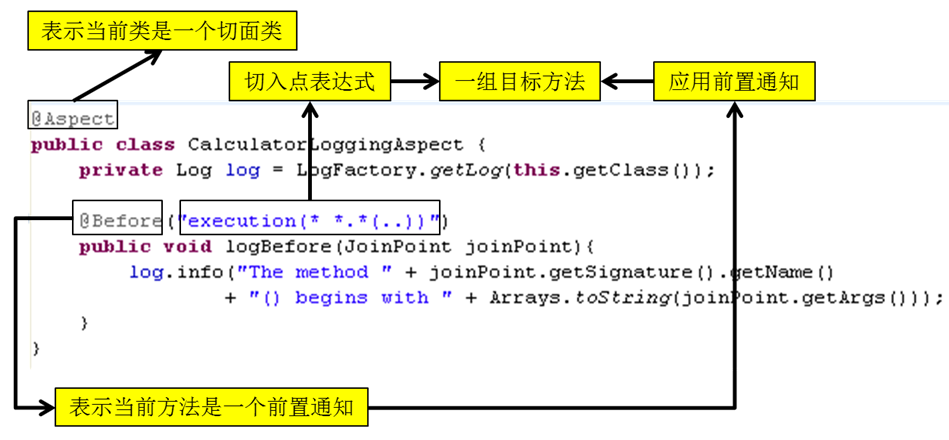 表示当前类是一个切面类
切入点表达式
一组目标方法
应用前置通知
@Aspect
public class CalculatorLoggingAspect {
private Log log = LogFactory.getLog(this.getClass());
@Before("execution(* *.*(..))")
public void logBefore(JoinPoint joinPoint){
log.info("The method " + joinPoint.getSignature().getName()
+ "() begins with " + Arrays.toString(joinPoint.getArgs()));
}
}
表示当前方法是一个前置通知